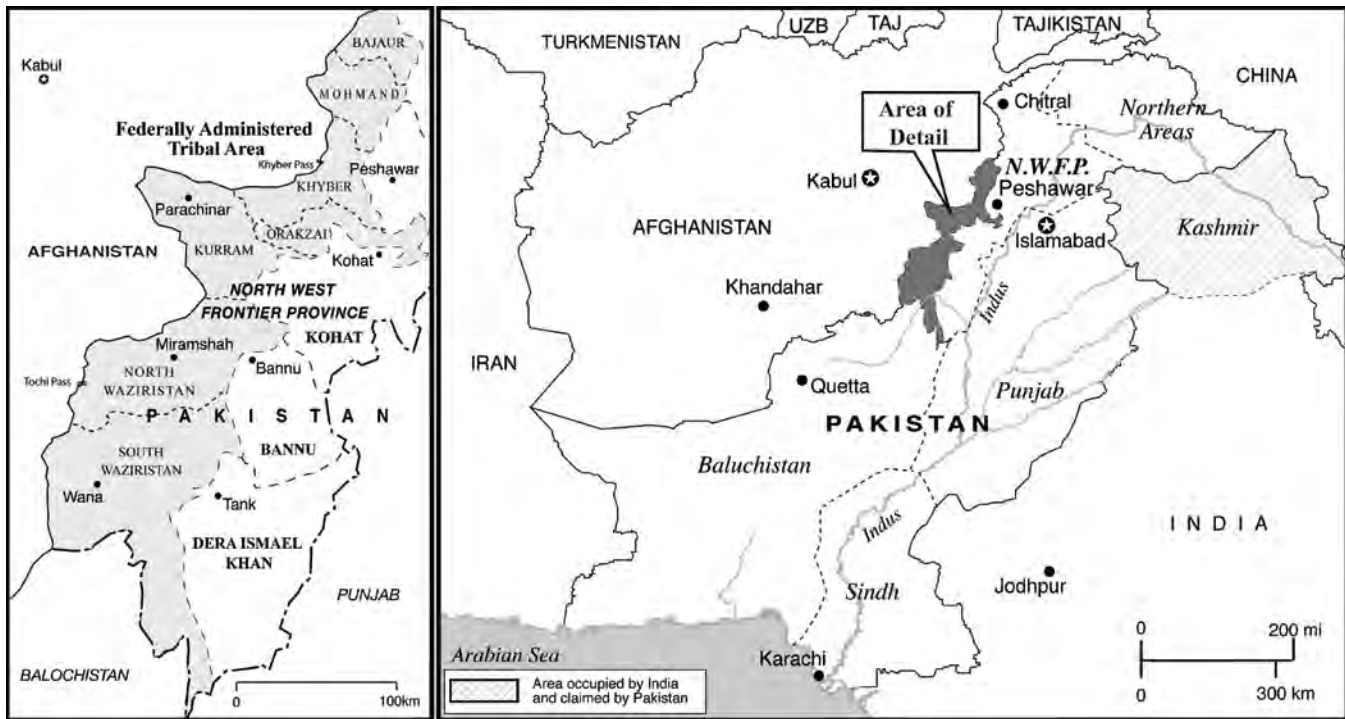 Kabul
BAJAUR
MOHMAND
Federally Administered
Tribal Area
Khyber Pass
Peshawar
KHYBER
Parachinar
ORAKZAI
AFGHANISTAN
KURRAM
Kohat
NORTH WEST
FRONTIER PROVINCE
KOHAT
Miramshah
Bannu
Tochi Pass
NORTH
WAZIRISTAN
PAKISTAN
SOUTH
WAZIRISTAN
BANNU
Wana
Tank
DERA ISMAEL
KHAN
PUNJAB
BALOCHISTAN
0 100km
UZB
TAJ
TAJIKISTAN
TURKMENISTAN
CHINA
Area of
Detail
Chitral
Northern
Areas
N.W.F.P.
Kabul
Peshawar
AFGHANISTAN
Islamabad
Kashmir
Khandahar
Indus
IRAN
Quetta
Punjab
PAKISTAN
Baluchistan
Indus
INDIA
Sindh
Jodhpur
0 200 mi
Arabian Sea
Karachi
Area occupied by India
and claimed by Pakistan
0 300 km